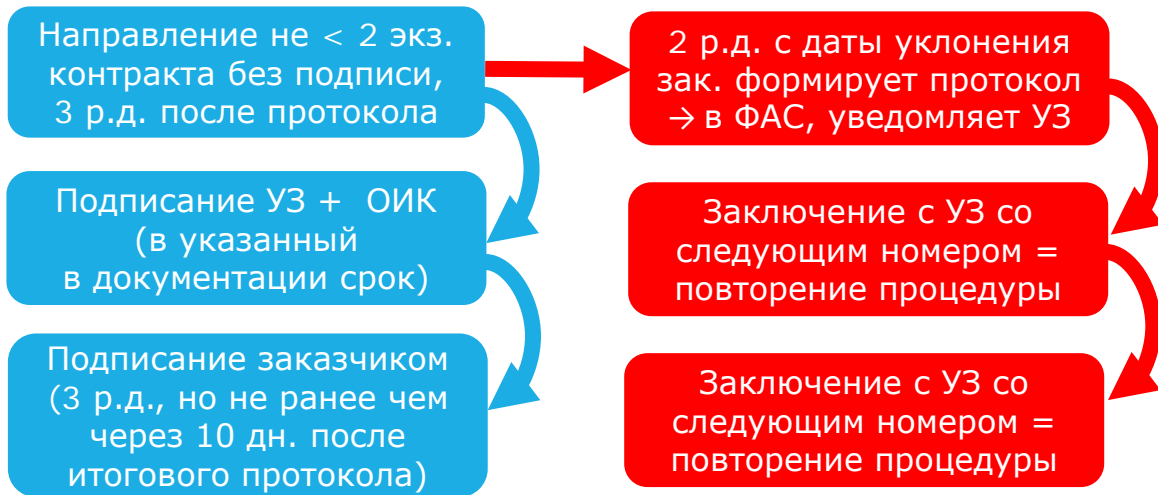 Направление не < 2 экз.
контракта без подписи,
3 р.д. после протокола
Подписание УЗ + ОИК
(в указанный
в документации срок)
Подписание заказчиком
(3 р.д., но не ранее чем
через 10 дн. после
итогового протокола)
2 р.д. с даты уклонения
зак. формирует протокол
→ в ФАС, уведомляет УЗ
Заключение с УЗ со
следующим номером =
повторение процедуры
Заключение с УЗ со
следующим номером =
повторение процедуры